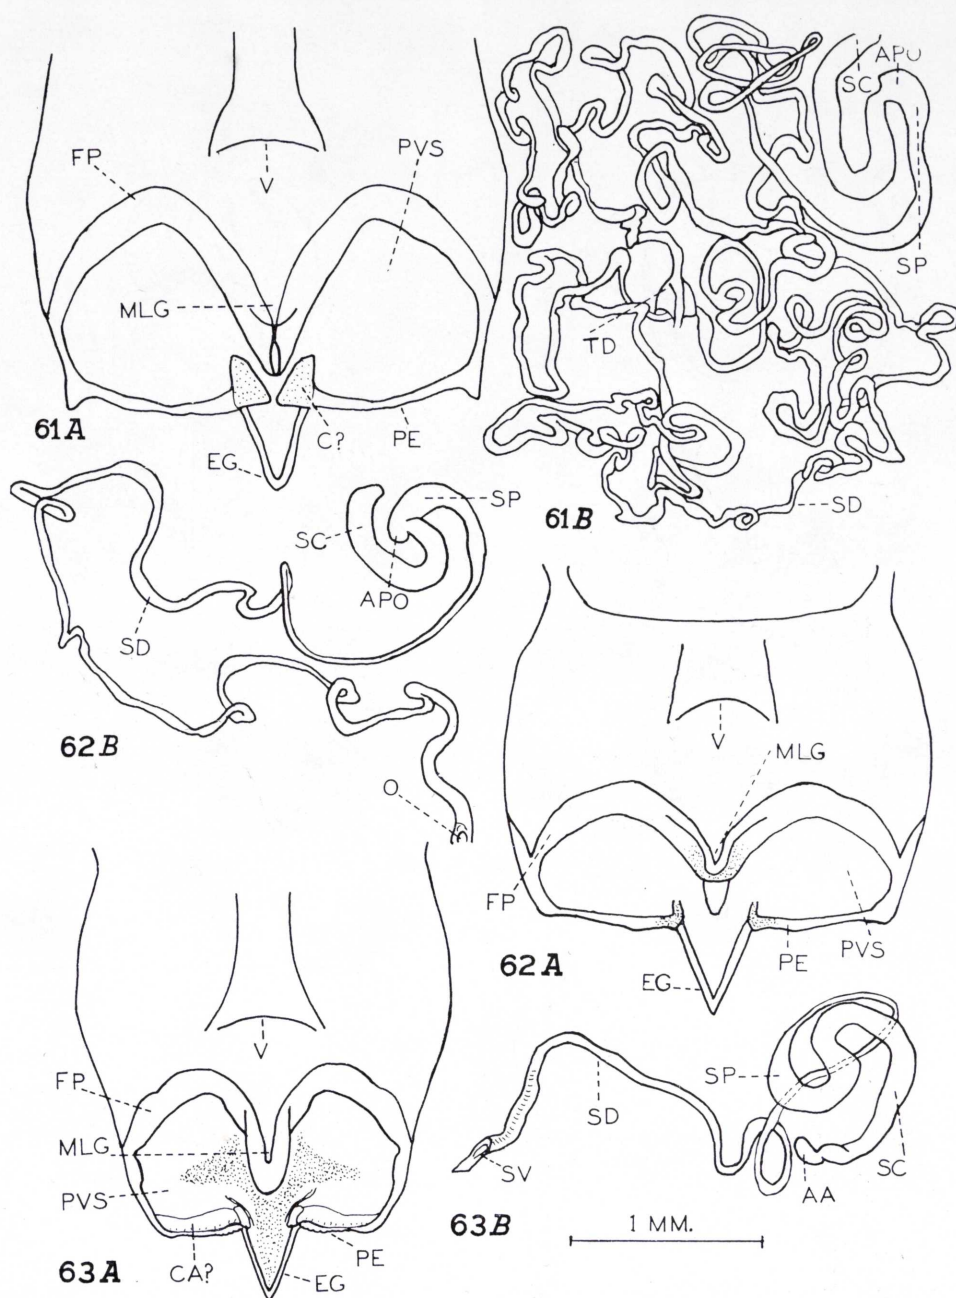 FP
PVS
V
MLG
C?
PE
EG
61A
SC
APO
SP
TD
SD
61B
SP
SC
APO
SD
O
62B
V
MLG
FP
PE
PVS
EG
62A
V
FP
MLG
PVS
CA?
PE
EG
63A
SP
SD
SV
AA
SC
63B
1 MM.